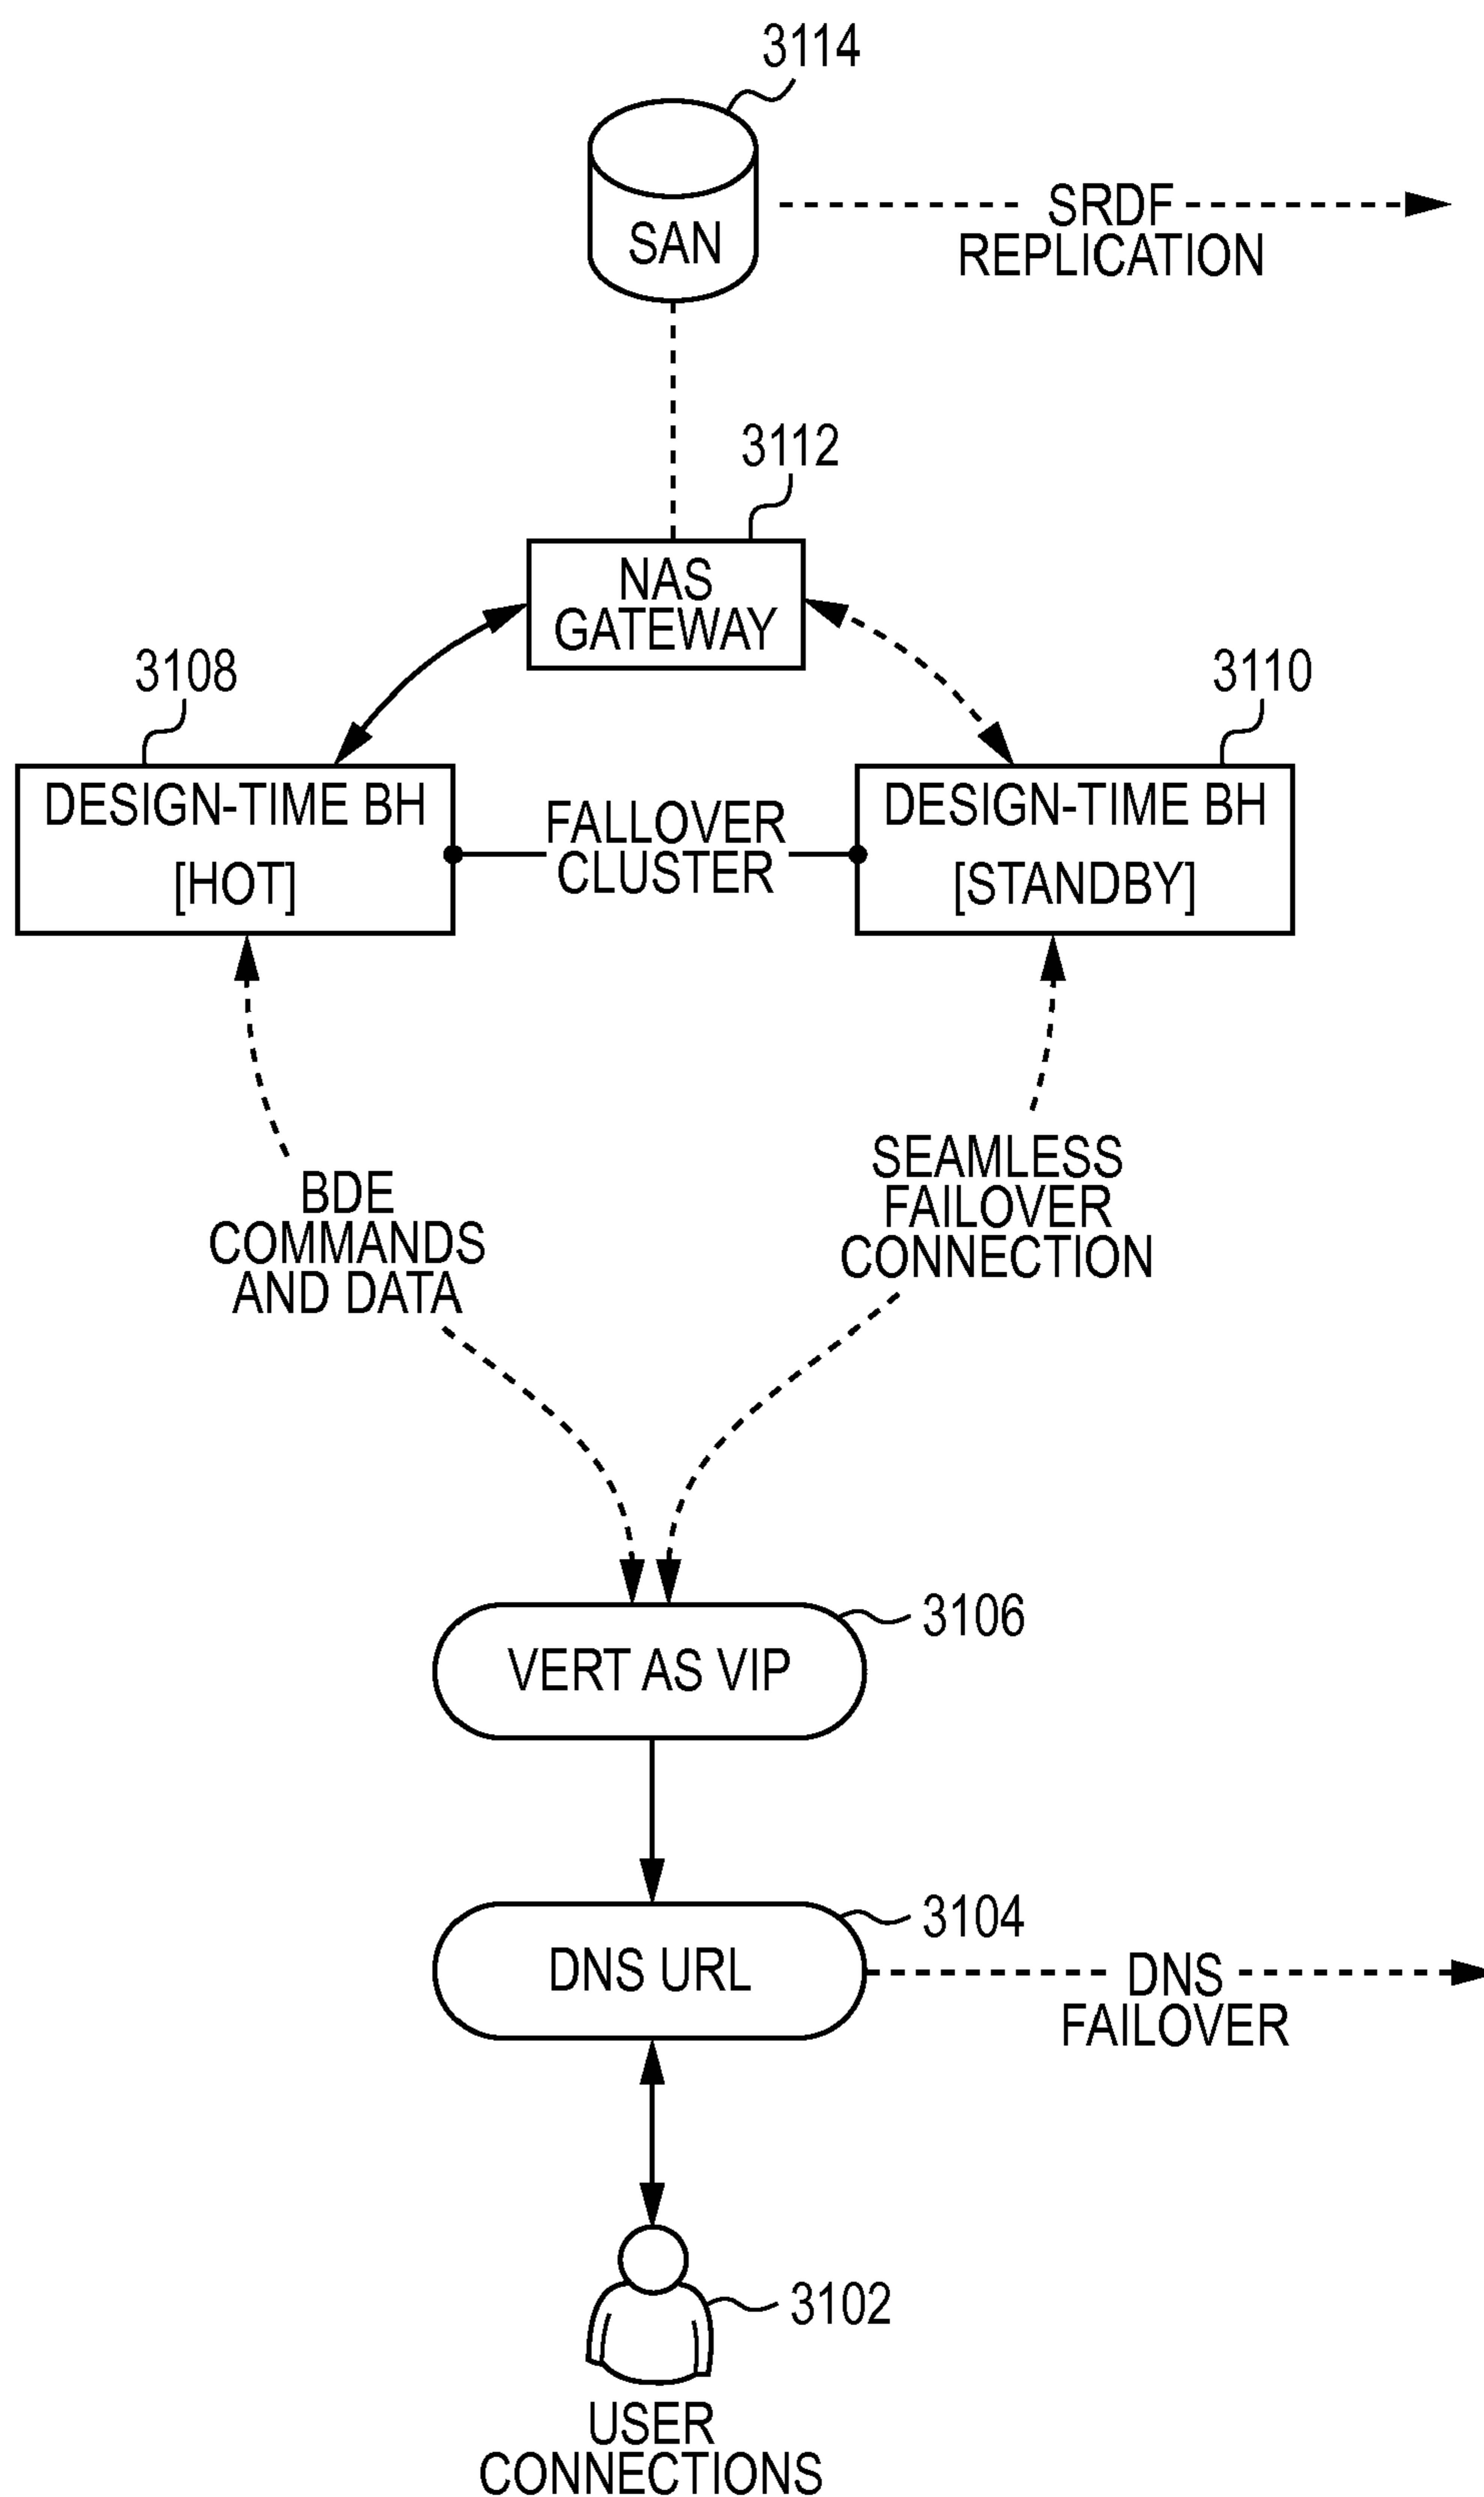 3114
SAN
SRDF
REPLICATION
3112
NAS
GATEWAY
3108
3110
DESIGN-TIME BH
[HOT]
FALLOVER
CLUSTER
DESIGN-TIME BH
[STANDBY]
BDE
COMMANDS
AND DATA
SEAMLESS
FAILOVER
CONNECTION
3106
VERT AS VIP
3104
DNS URL
DNS
FAILOVER
3102
USER
CONNECTIONS